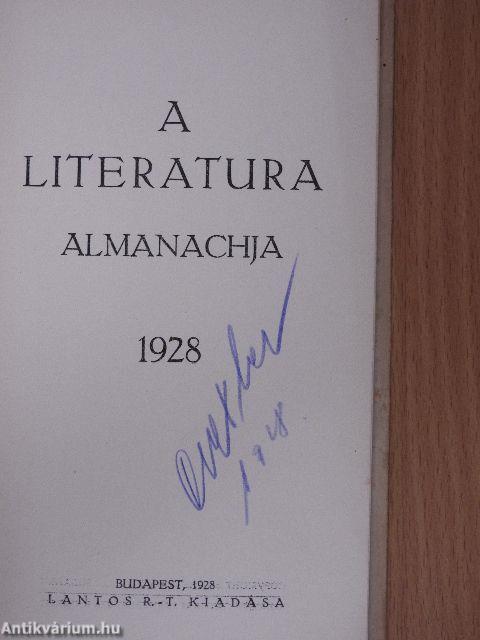 A
LITERATURA
ALMANACHJA
1928
1928
BUDAPEST, 1928
LANTOS R.-T. KIADÁSA
Antikvárium.hu